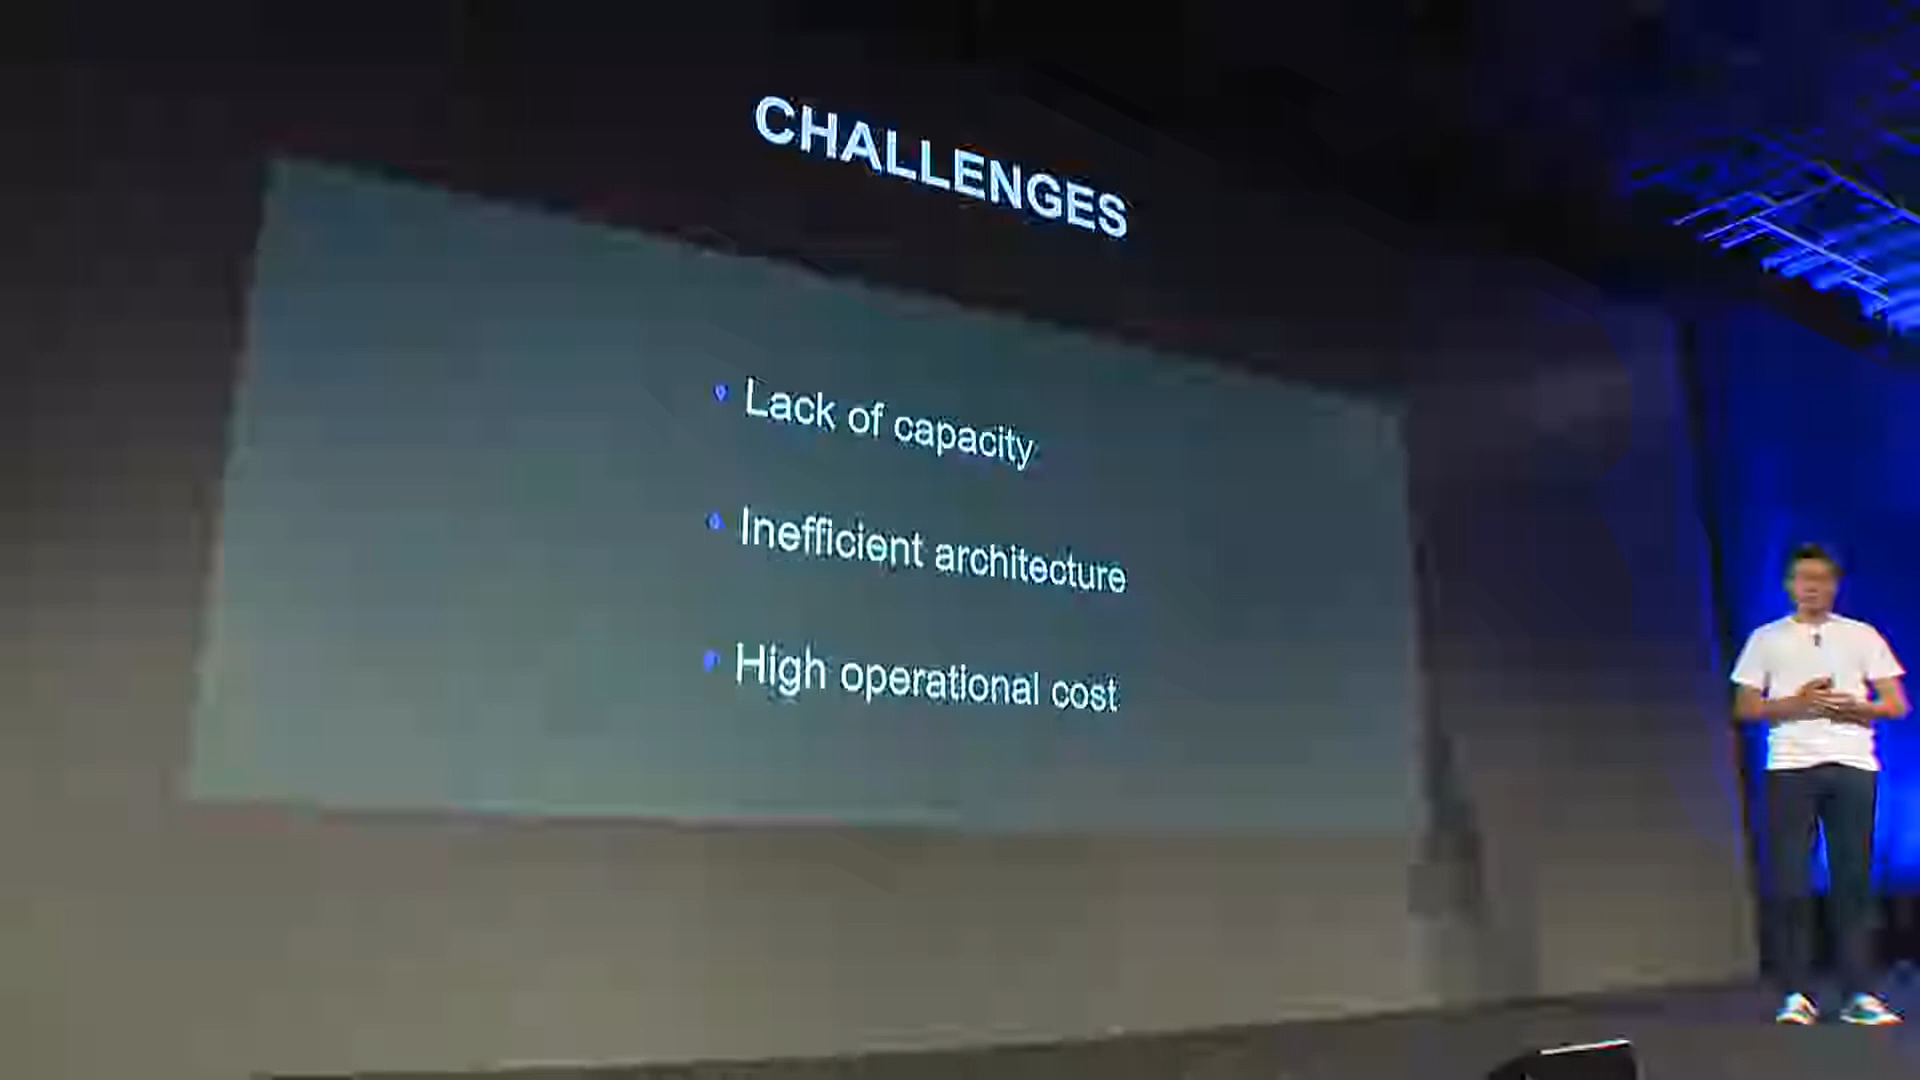 CHALLENGES
Lack of capacity
Inefficient architecture
High operational cost